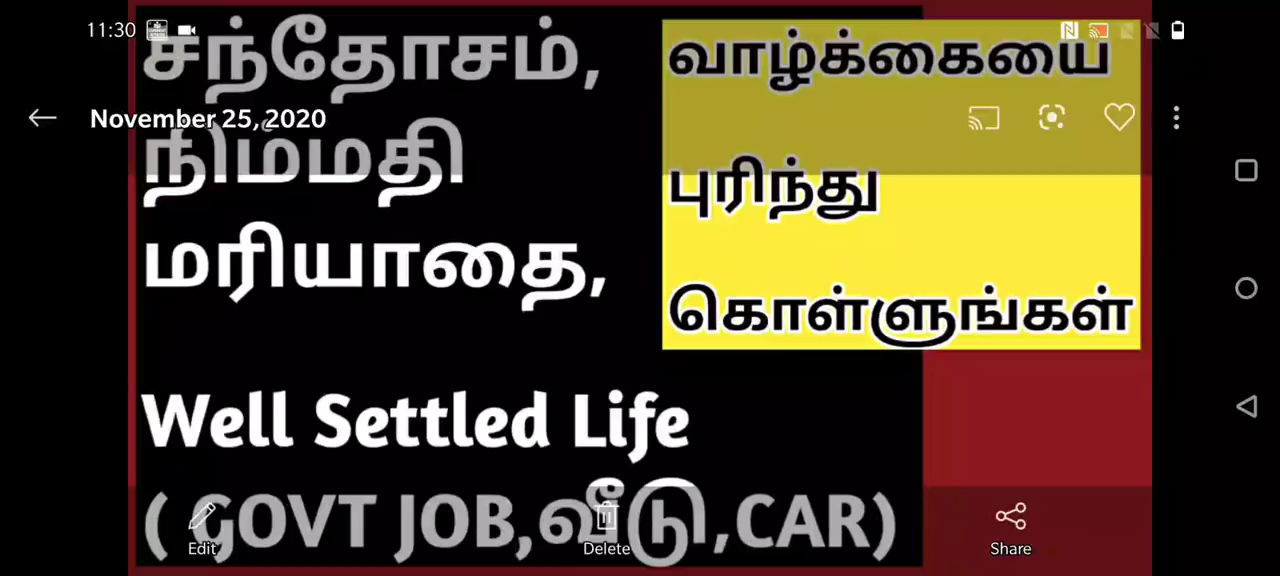 11:30
November 25, 2020
சந்தோசம்,
நிம்மதி
மரியாதை,
Well Settled Life
( GOVT JOB,வீடு,CAR)
வாழ்க்கையை
புரிந்து
கொள்ளுங்கள்
Edit
Delete
Share